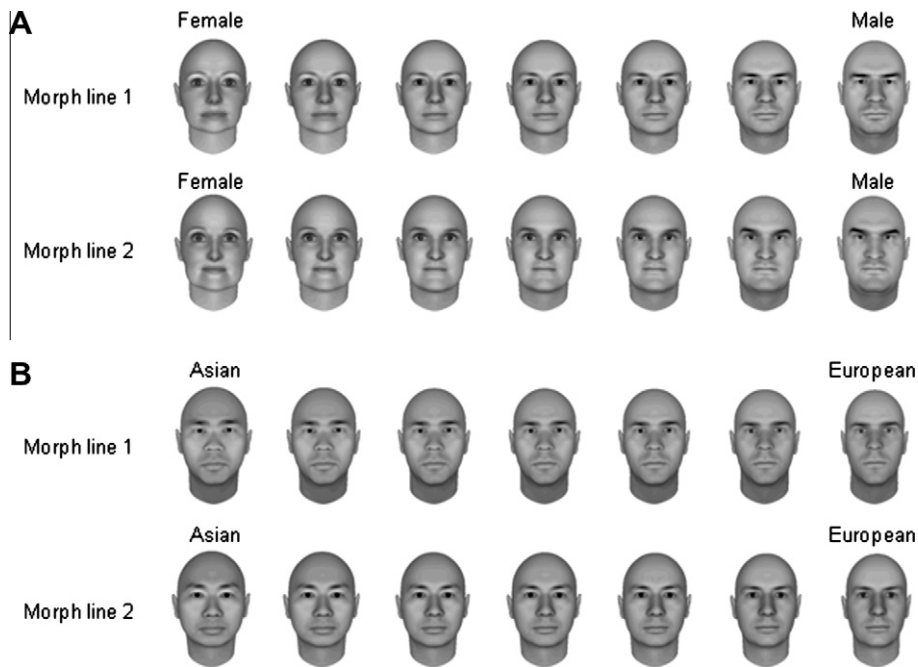 A
Female Male
Morph line 1
Female Male
Morph line 2
B
Asian European
Morph line 1
Asian European
Morph line 2